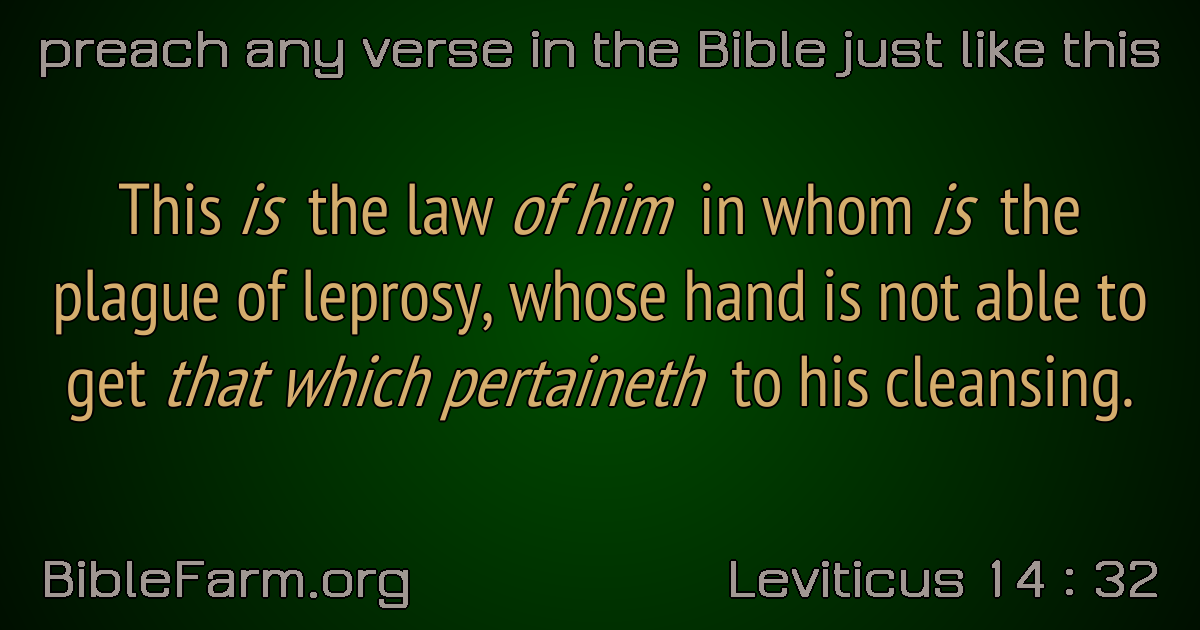 preach any verse in the Bible just like this
This is the law of him in whom is the
plague of leprosy, whose hand is not able to
get that which pertaineth to his cleansing.
BibleFarm.org
Leviticus 14 : 32